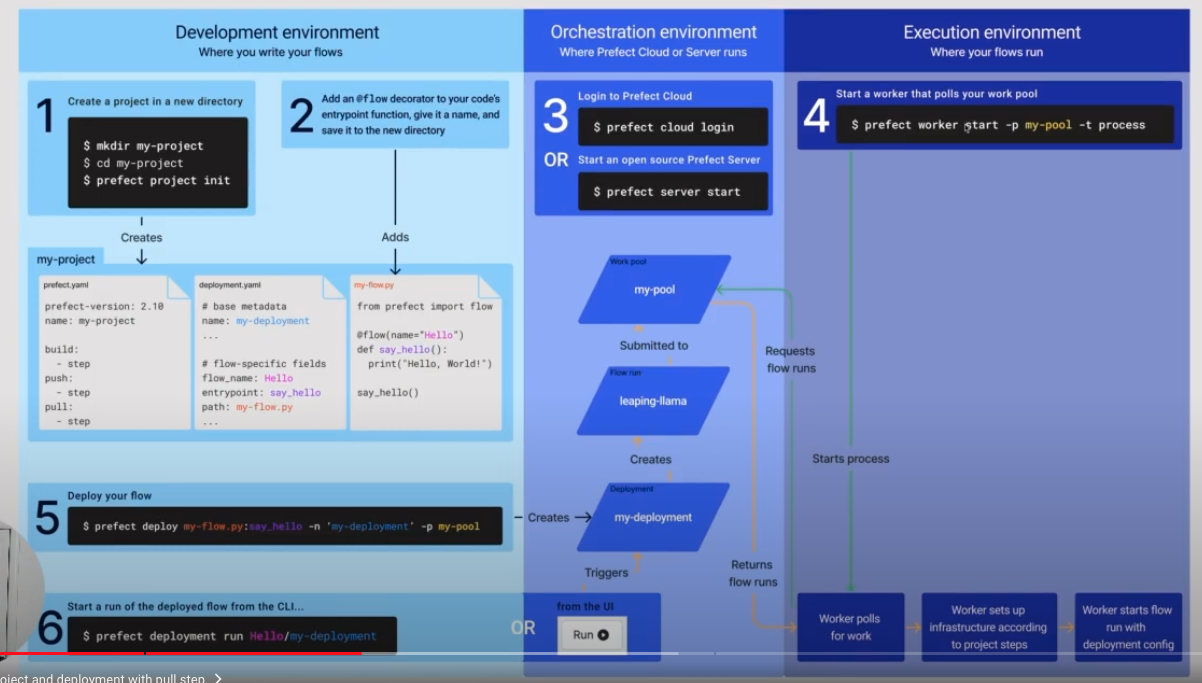 Development environment
Where you write your flows
Orchestration environment
Where Prefect Cloud or Server runs
Execution environment
Where your flows run
1
Create a project in a new directory
$ mkdir my-project
$ cd my-project
$ prefect project init
2
Add an @flow decorator to your code's
entrypoint function, give it a name, and
save it to the new directory
3
Login to Prefect Cloud
$ prefect cloud login
OR
Start an open source Prefect Server
$ prefect server start
4
Start a worker that polls your work pool
$ prefect worker start -p my-pool -t process
Creates
Adds
my-project
prefect.yaml
prefect-version: 2.10
name: my-project
build:
- step
push:
- step
pull:
- step
deployment.yaml
# base metadata
name: my-deployment
...
# flow-specific fields
flow_name: Hello
entrypoint: say_hello
path: my-flow.py
...
my-flow.py
from prefect import flow
@flow(name="Hello")
def say_hello():
print("Hello, World!")
say_hello()
Work pool
my-pool
Submitted to
Flow run
leaping-llama
Creates
Deployment
my-deployment
Triggers
Requests
flow runs
Returns
flow runs
Starts process
5
Deploy your flow
$ prefect deploy my-flow.py:say_hello -n 'my-deployment' -p my-pool
Creates
6
Start a run of the deployed flow from the CLI...
$ prefect deployment run Hello/my-deployment
OR
from the UI
Run
Worker polls
for work
Worker sets up
infrastructure according
to project steps
Worker starts flow
run with
deployment config
oject and deployment with pull step.